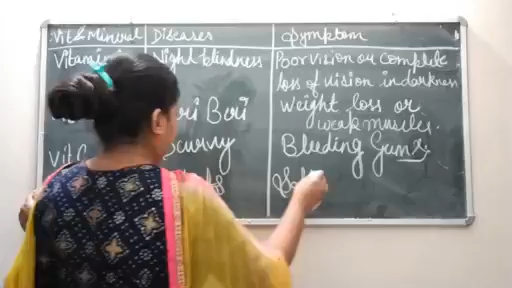 Vit & Mineral Diseases Symptom
Vitamin Night blindness Poor vision or complete
loss of vision in darkness
Beri Weight loss or
weak muscles.
Vit Scurvy Bleeding Gums.